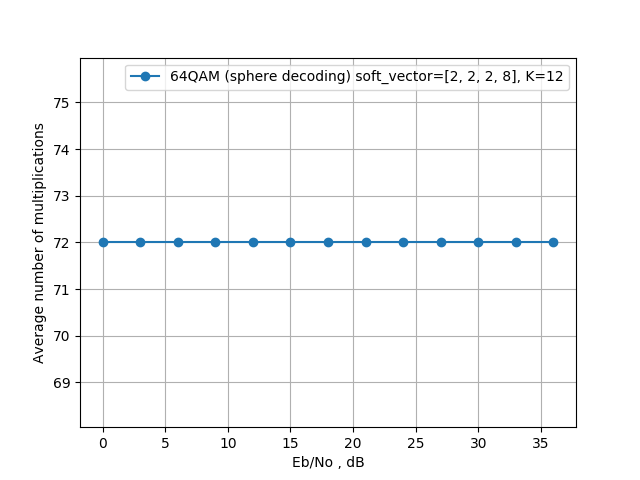 64QAM (sphere decoding) soft_vector=[2, 2, 2, 8], K=12
Average number of multiplications
75
74
73
72
71
70
69
0 5 10 15 20 25 30 35
Eb/No , dB